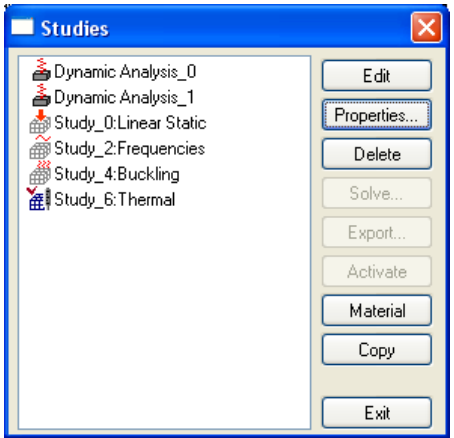 Studies
Dynamic Analysis_0
Dynamic Analysis_1
Study_0:Linear Static
Study_2:Frequencies
Study_4:Buckling
Study_6:Thermal
Edit
Properties...
Delete
Solve...
Export...
Activate
Material
Copy
Exit